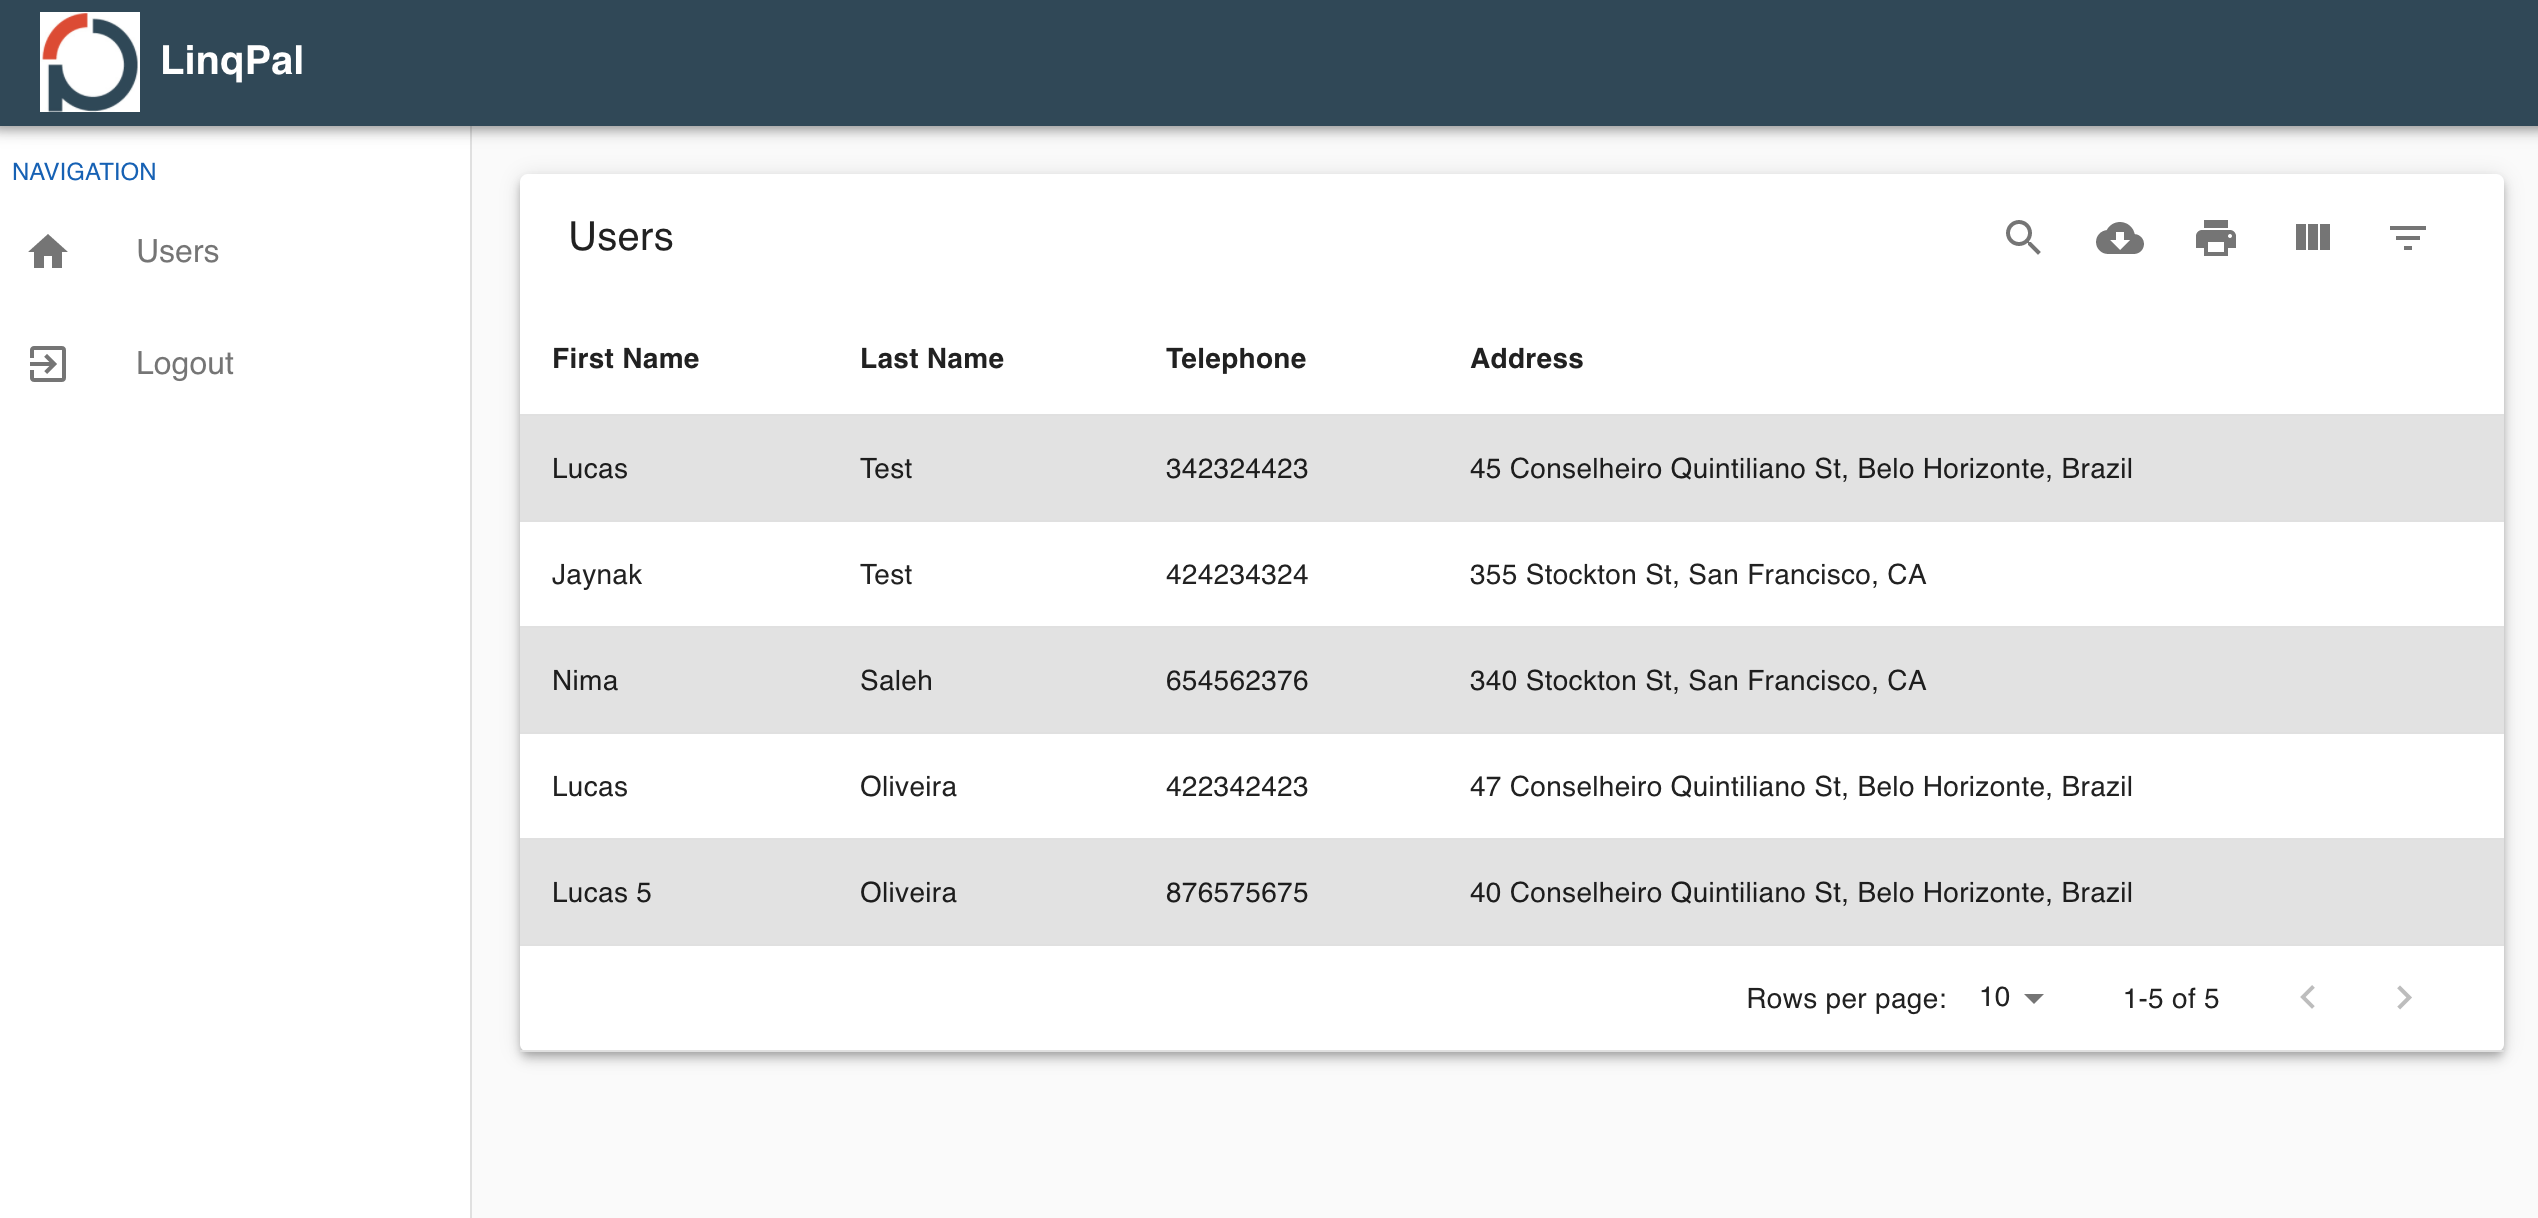 LinqPal
NAVIGATION
Users
Logout
Users
First Name Last Name Telephone Address
Lucas Test 342324423 45 Conselheiro Quintiliano St, Belo Horizonte, Brazil
Jaynak Test 424234324 355 Stockton St, San Francisco, CA
Nima Saleh 654562376 340 Stockton St, San Francisco, CA
Lucas Oliveira 422342423 47 Conselheiro Quintiliano St, Belo Horizonte, Brazil
Lucas 5 Oliveira 876575675 40 Conselheiro Quintiliano St, Belo Horizonte, Brazil
Rows per page: 10 1-5 of 5